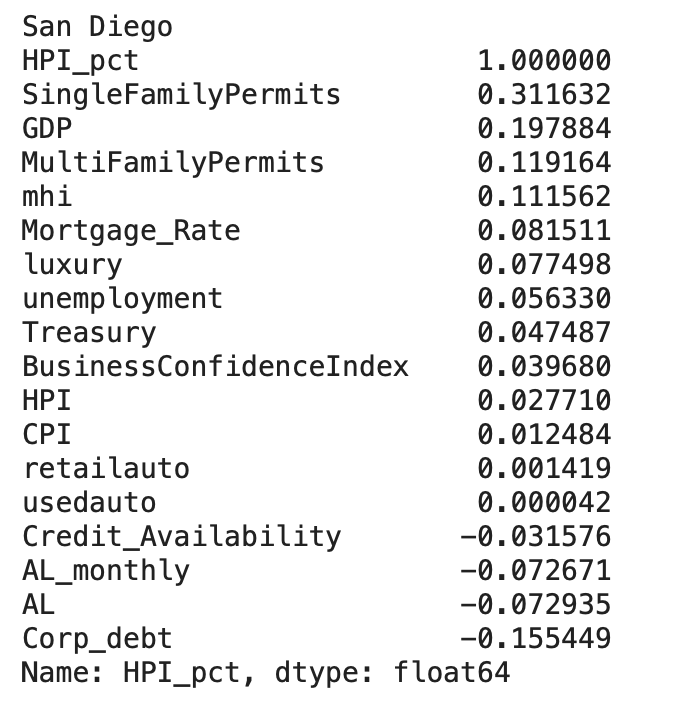 San Diego
HPI_pct 1.000000
SingleFamilyPermits 0.311632
GDP 0.197884
MultiFamilyPermits 0.119164
mhi 0.111562
Mortgage_Rate 0.081511
luxury 0.077498
unemployment 0.056330
Treasury 0.047487
BusinessConfidenceIndex 0.039680
HPI 0.027710
CPI 0.012484
retailauto 0.001419
usedauto 0.000042
Credit_Availability -0.031576
AL_monthly -0.072671
AL -0.072935
Corp_debt -0.155449
Name: HPI_pct, dtype: float64